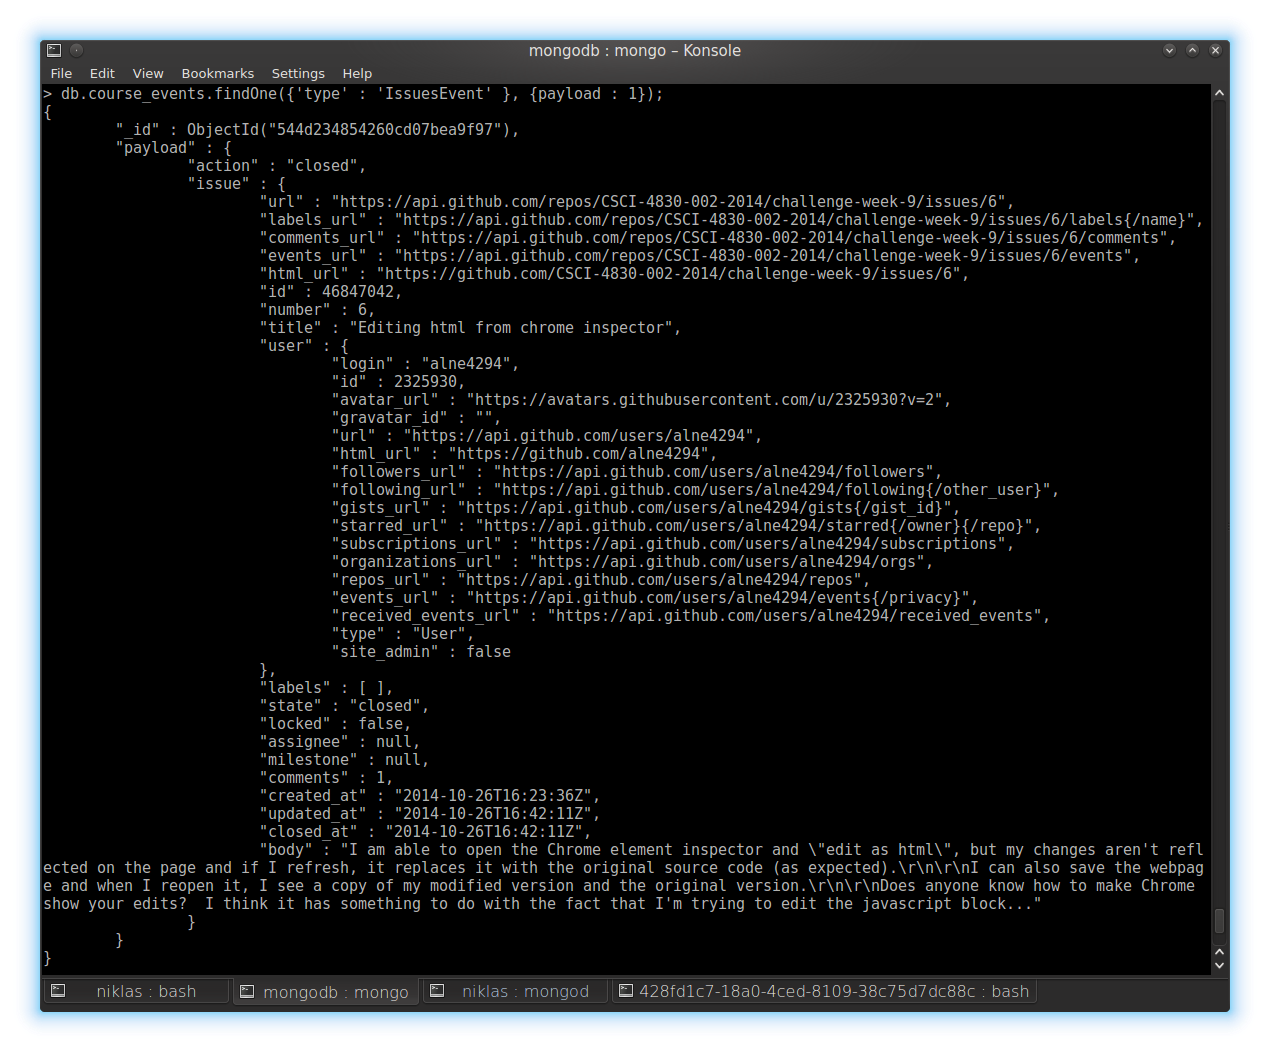 mongodb : mongo – Konsole
File Edit View Bookmarks Settings Help
> db.course_events.findOne({'type' : 'IssuesEvent' }, {payload : 1});
{
"_id" : ObjectId("544d234854260cd07bea9f97"),
"payload" : {
"action" : "closed",
"issue" : {
"url" : "https://api.github.com/repos/CSCI-4830-002-2014/challenge-week-9/issues/6",
"labels_url" : "https://api.github.com/repos/CSCI-4830-002-2014/challenge-week-9/issues/6/labels{/name}",
"comments_url" : "https://api.github.com/repos/CSCI-4830-002-2014/challenge-week-9/issues/6/comments",
"events_url" : "https://api.github.com/repos/CSCI-4830-002-2014/challenge-week-9/issues/6/events",
"html_url" : "https://github.com/CSCI-4830-002-2014/challenge-week-9/issues/6",
"id" : 46847042,
"number" : 6,
"title" : "Editing html from chrome inspector",
"user" : {
"login" : "alne4294",
"id" : 2325930,
"avatar_url" : "https://avatars.githubusercontent.com/u/2325930?v=2",
"gravatar_id" : "",
"url" : "https://api.github.com/users/alne4294",
"html_url" : "https://github.com/alne4294",
"followers_url" : "https://api.github.com/users/alne4294/followers",
"following_url" : "https://api.github.com/users/alne4294/following{/other_user}",
"gists_url" : "https://api.github.com/users/alne4294/gists{/gist_id}",
"starred_url" : "https://api.github.com/users/alne4294/starred{/owner}{/repo}",
"subscriptions_url" : "https://api.github.com/users/alne4294/subscriptions",
"organizations_url" : "https://api.github.com/users/alne4294/orgs",
"repos_url" : "https://api.github.com/users/alne4294/repos",
"events_url" : "https://api.github.com/users/alne4294/events{/privacy}",
"received_events_url" : "https://api.github.com/users/alne4294/received_events",
"type" : "User",
"site_admin" : false
},
"labels" : [ ],
"state" : "closed",
"locked" : false,
"assignee" : null,
"milestone" : null,
"comments" : 1,
"created_at" : "2014-10-26T16:23:36Z",
"updated_at" : "2014-10-26T16:42:11Z",
"closed_at" : "2014-10-26T16:42:11Z",
"body" : "I am able to open the Chrome element inspector and \"edit as html\", but my changes aren't refl
ected on the page and if I refresh, it replaces it with the original source code (as expected).\r\n\r\nI can also save the webpag
e and when I reopen it, I see a copy of my modified version and the original version.\r\n\r\nDoes anyone know how to make Chrome
show your edits?  I think it has something to do with the fact that I'm trying to edit the javascript block..."
}
}
}
niklas : bash mongodb : mongo niklas : mongod 428fd1c7-18a0-4ced-8109-38c75d7dc88c : bash